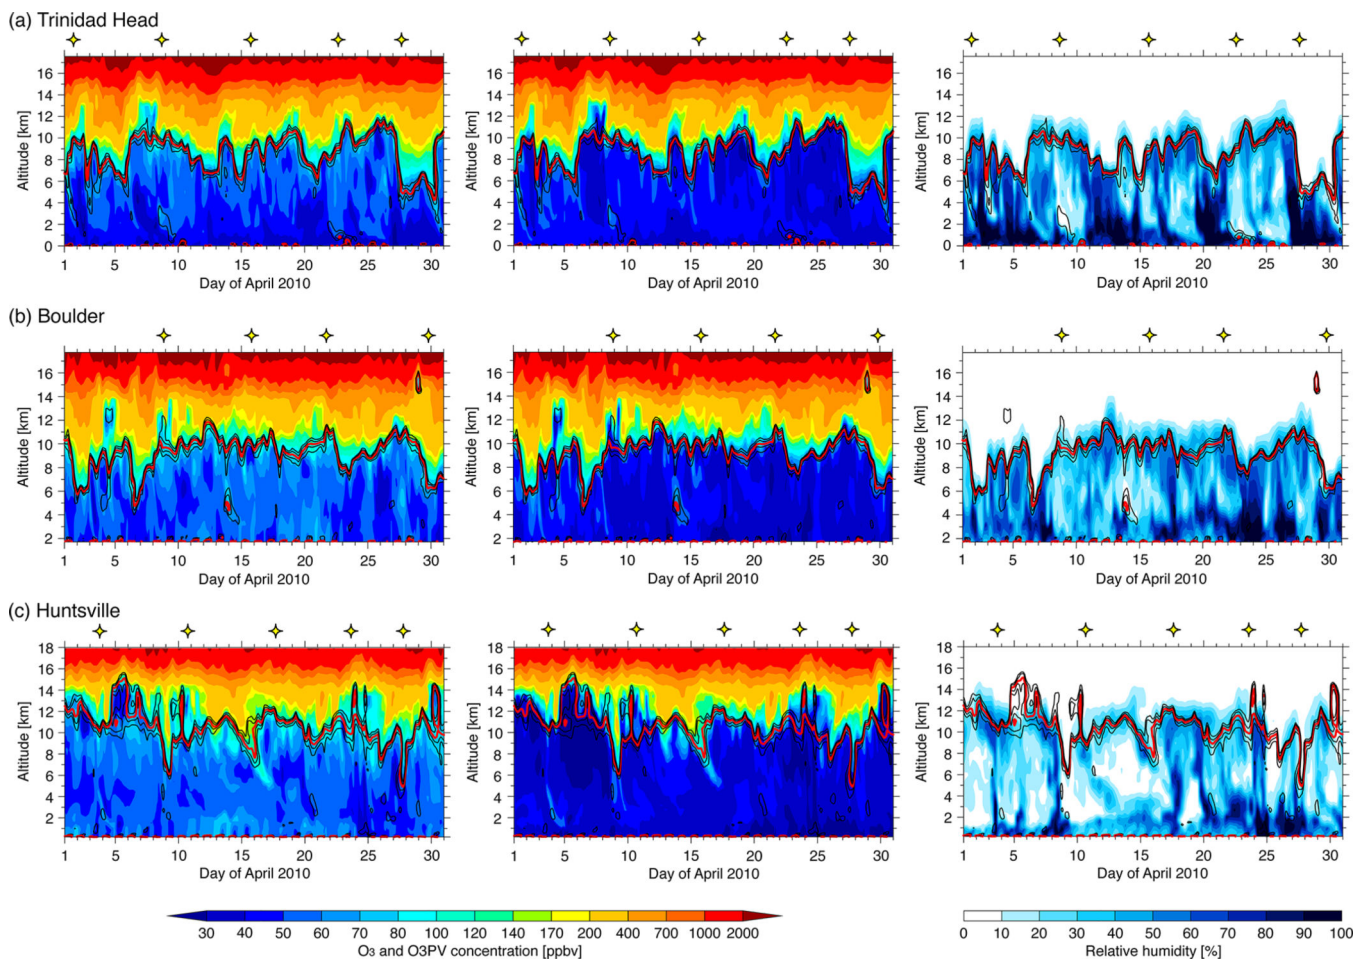 (a) Trinidad Head
Altitude [km]
16
14
12
10
8
6
4
2
0
1 5 10 15 20 25 30
Day of April 2010
Altitude [km]
16
14
12
10
8
6
4
2
0
1 5 10 15 20 25 30
Day of April 2010
Altitude [km]
16
14
12
10
8
6
4
2
0
1 5 10 15 20 25 30
Day of April 2010
(b) Boulder
Altitude [km]
16
14
12
10
8
6
4
2
1 5 10 15 20 25 30
Day of April 2010
Altitude [km]
16
14
12
10
8
6
4
2
1 5 10 15 20 25 30
Day of April 2010
Altitude [km]
16
14
12
10
8
6
4
2
1 5 10 15 20 25 30
Day of April 2010
(c) Huntsville
Altitude [km]
18
16
14
12
10
8
6
4
2
1 5 10 15 20 25 30
Day of April 2010
Altitude [km]
18
16
14
12
10
8
6
4
2
1 5 10 15 20 25 30
Day of April 2010
Altitude [km]
18
16
14
12
10
8
6
4
2
1 5 10 15 20 25 30
Day of April 2010
30 40 50 60 70 80 100 120 140 170 200 400 700 1000 2000
O₃ and O3PV concentration [ppbv]
0 10 20 30 40 50 60 70 80 90 100
Relative humidity [%]